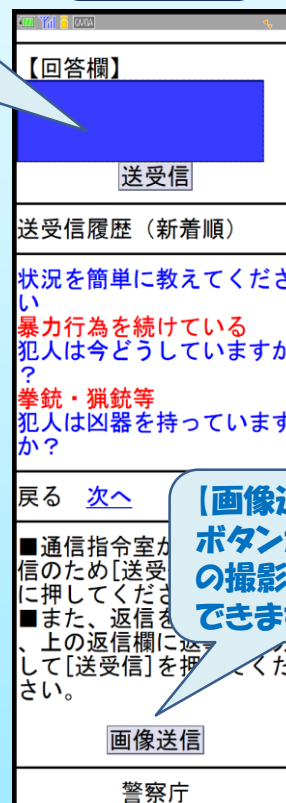 【回答欄】
送受信
送受信履歴（新着順）
状況を簡単に教えてくださ
い
暴力行為を続けている
犯人は今どうしていますか
？
拳銃・猟銃等
犯人は凶器を持っています
か？
戻る 次へ
【画像送
ボタン
の撮影
できま
■通信指令室か
信のため[送受
に押してくださ
■また、返信を
、上の返信欄に返
して[送受信]を押 てくだ
さい。
画像送信
警察庁